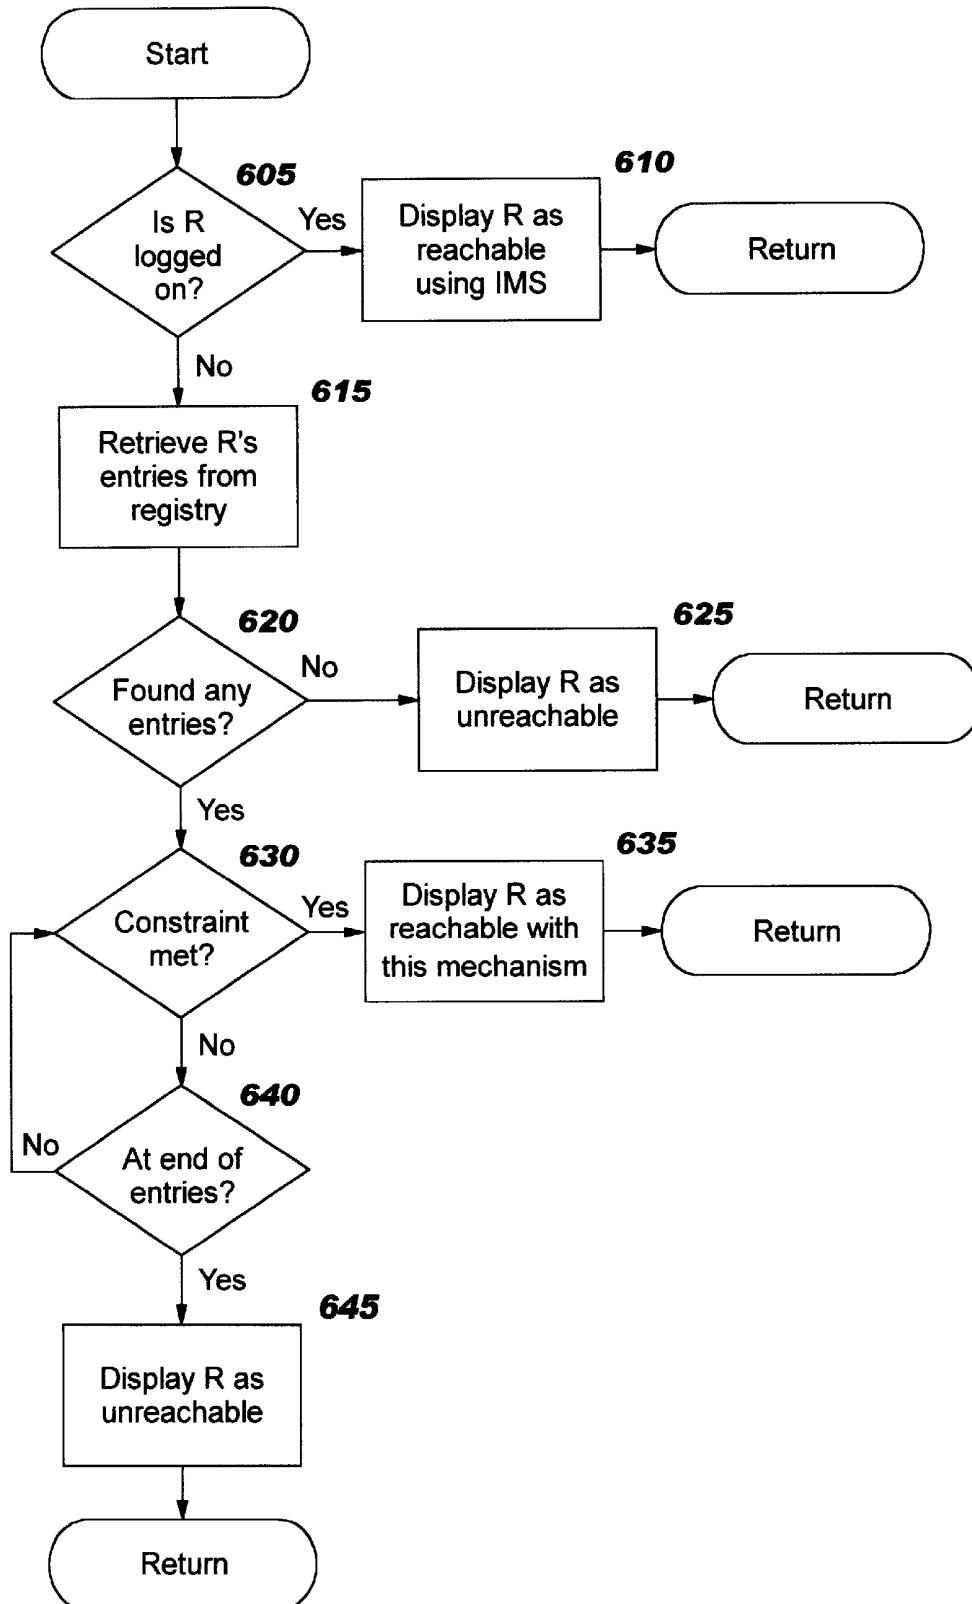 Start
605
Is R
logged
on?
Yes
610
Display R as
reachable
using IMS
Return
No
615
Retrieve R's
entries from
registry
620
Found any
entries?
No
625
Display R as
unreachable
Return
Yes
630
Constraint
met?
Yes
635
Display R as
reachable with
this mechanism
Return
No
640
At end of
entries?
No
Yes
645
Display R as
unreachable
Return